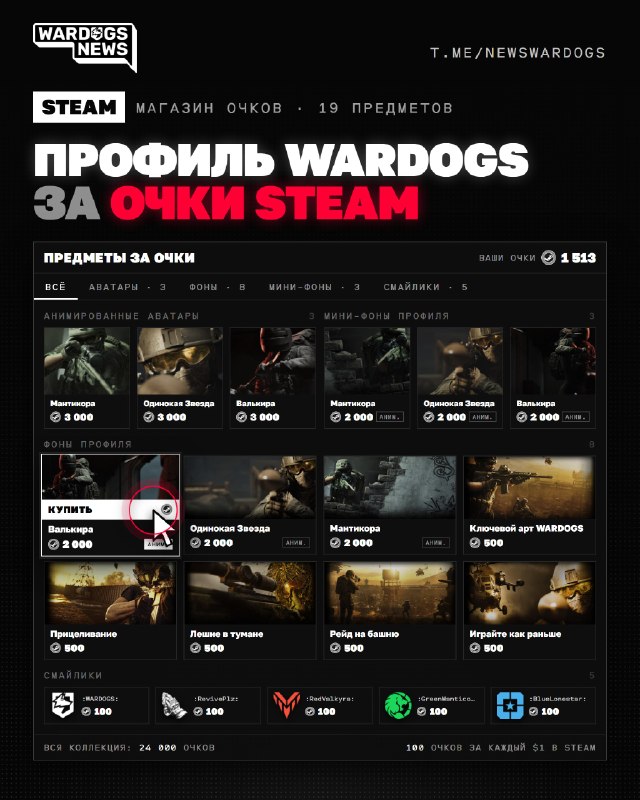 WARDOGS
NEWS
T.ME/NEWSWARDOGS
STEAM МАГАЗИН ОЧКОВ · 19 ПРЕДМЕТОВ
ПРОФИЛЬ WARDOGS
ЗА ОЧКИ STEAM
ПРЕДМЕТЫ ЗА ОЧКИ
ВАШИ ОЧКИ 1 513
ВСЁ АВАТАРЫ · 3 ФОНЫ · 8 МИНИ-ФОНЫ · 3 СМАЙЛИКИ · 5
АНИМИРОВАННЫЕ АВАТАРЫ 3 МИНИ-ФОНЫ ПРОФИЛЯ 3
Мантикора Одинокая Звезда Валькира Мантикора Одинокая Звезда Валькира
3 000 3 000 3 000 2 000 АНИМ. 2 000 АНИМ. 2 000 АНИМ.
ФОНЫ ПРОФИЛЯ 8
КУПИТЬ
Валькира Одинокая Звезда Мантикора Ключевой арт WARDOGS
2 000 2 000 АНИМ. 2 000 АНИМ. 500
Прицеливание Лешие в тумане Рейд на башню Играйте как раньше
500 500 500 500
СМАЙЛИКИ 5
:WARDOGS: :RevivePlz: :RedValkyre: :GreenMantico… :BlueLonestar:
100 100 100 100 100
ВСЯ КОЛЛЕКЦИЯ: 24 000 ОЧКОВ 100 ОЧКОВ ЗА КАЖДЫЙ $1 В STEAM